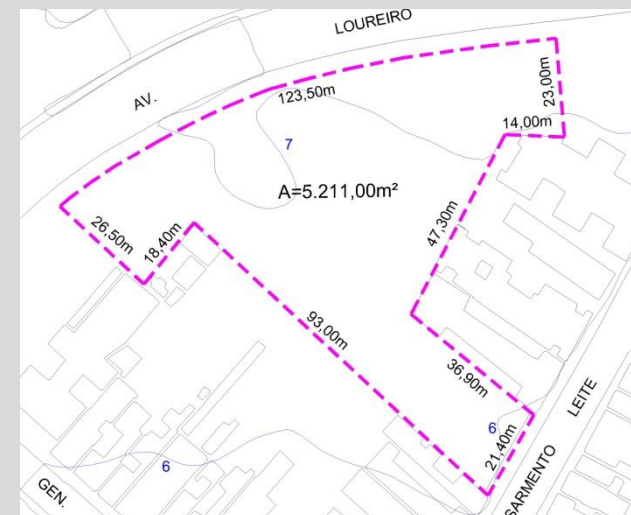 LOUREIRO
AV.
123,50m
23,00m
14,00m
7
A=5.211,00m²
47,30m
26,50m
18,40m
93,00m
36,90m
6
21,40m
LEITE
SARMENTO
6
GEN.